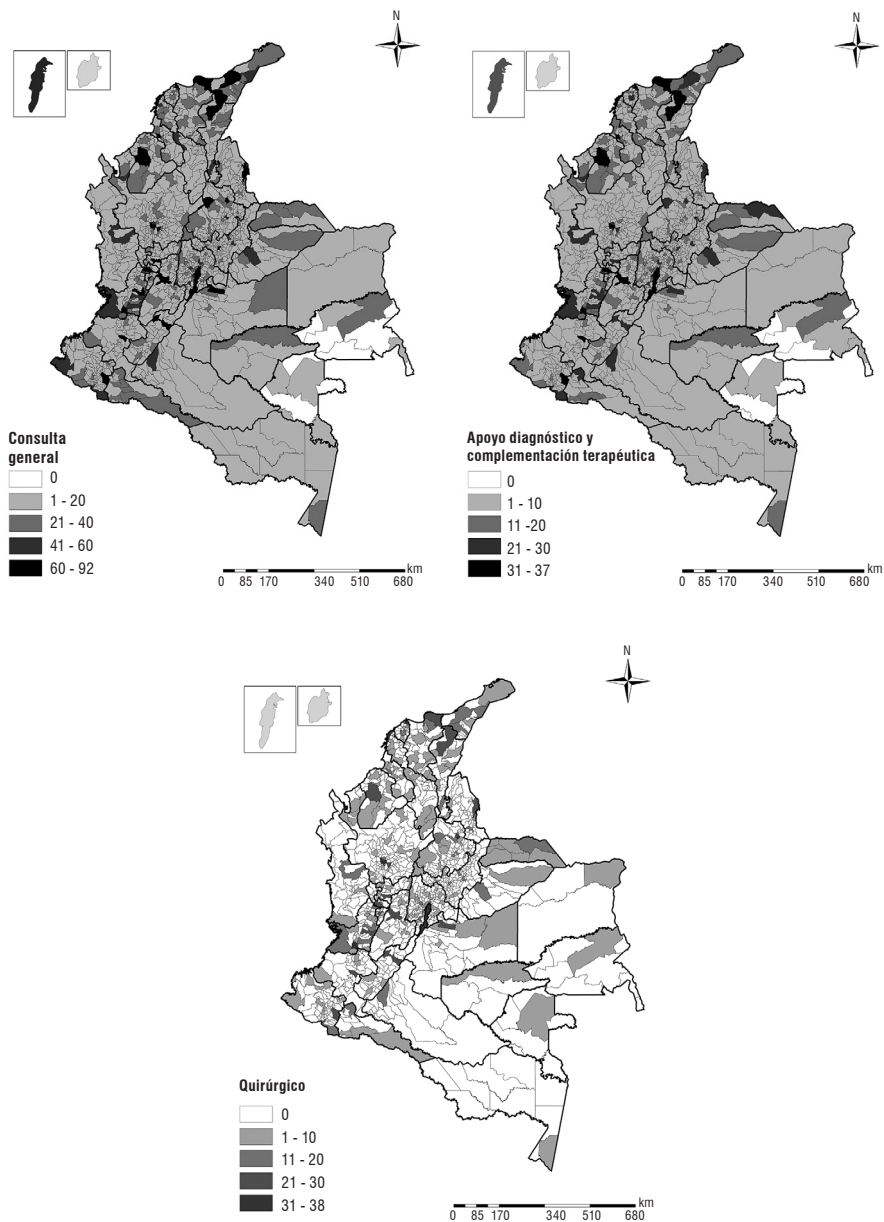 N
N
Consulta
general
0
1 - 20
21 - 40
41 - 60
60 - 92
km
0 85 170 340 510 680
Apoyo diagnóstico y
complementación terapéutica
0
1 - 10
11 -20
21 - 30
31 - 37
km
0 85 170 340 510 680
N
Quirúrgico
0
1 - 10
11 - 20
21 - 30
31 - 38
km
0 85 170 340 510 680